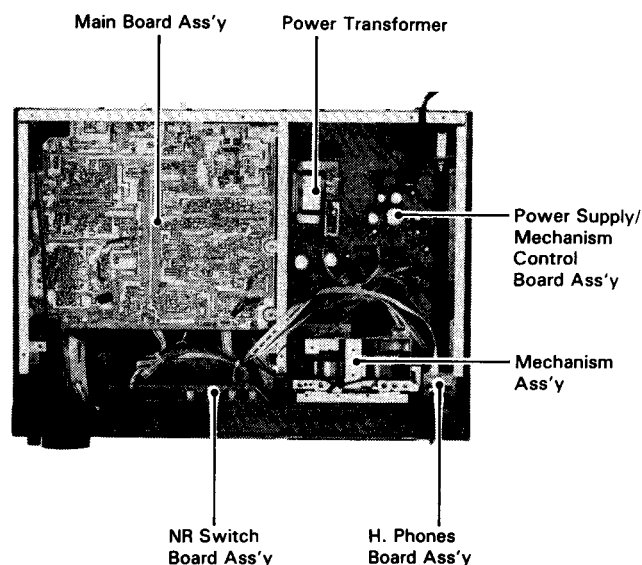 Main Board Ass'y
Power Transformer
Power Supply/
Mechanism
Control
Board Ass'y
Mechanism
Ass'y
NR Switch
Board Ass'y
H. Phones
Board Ass'y